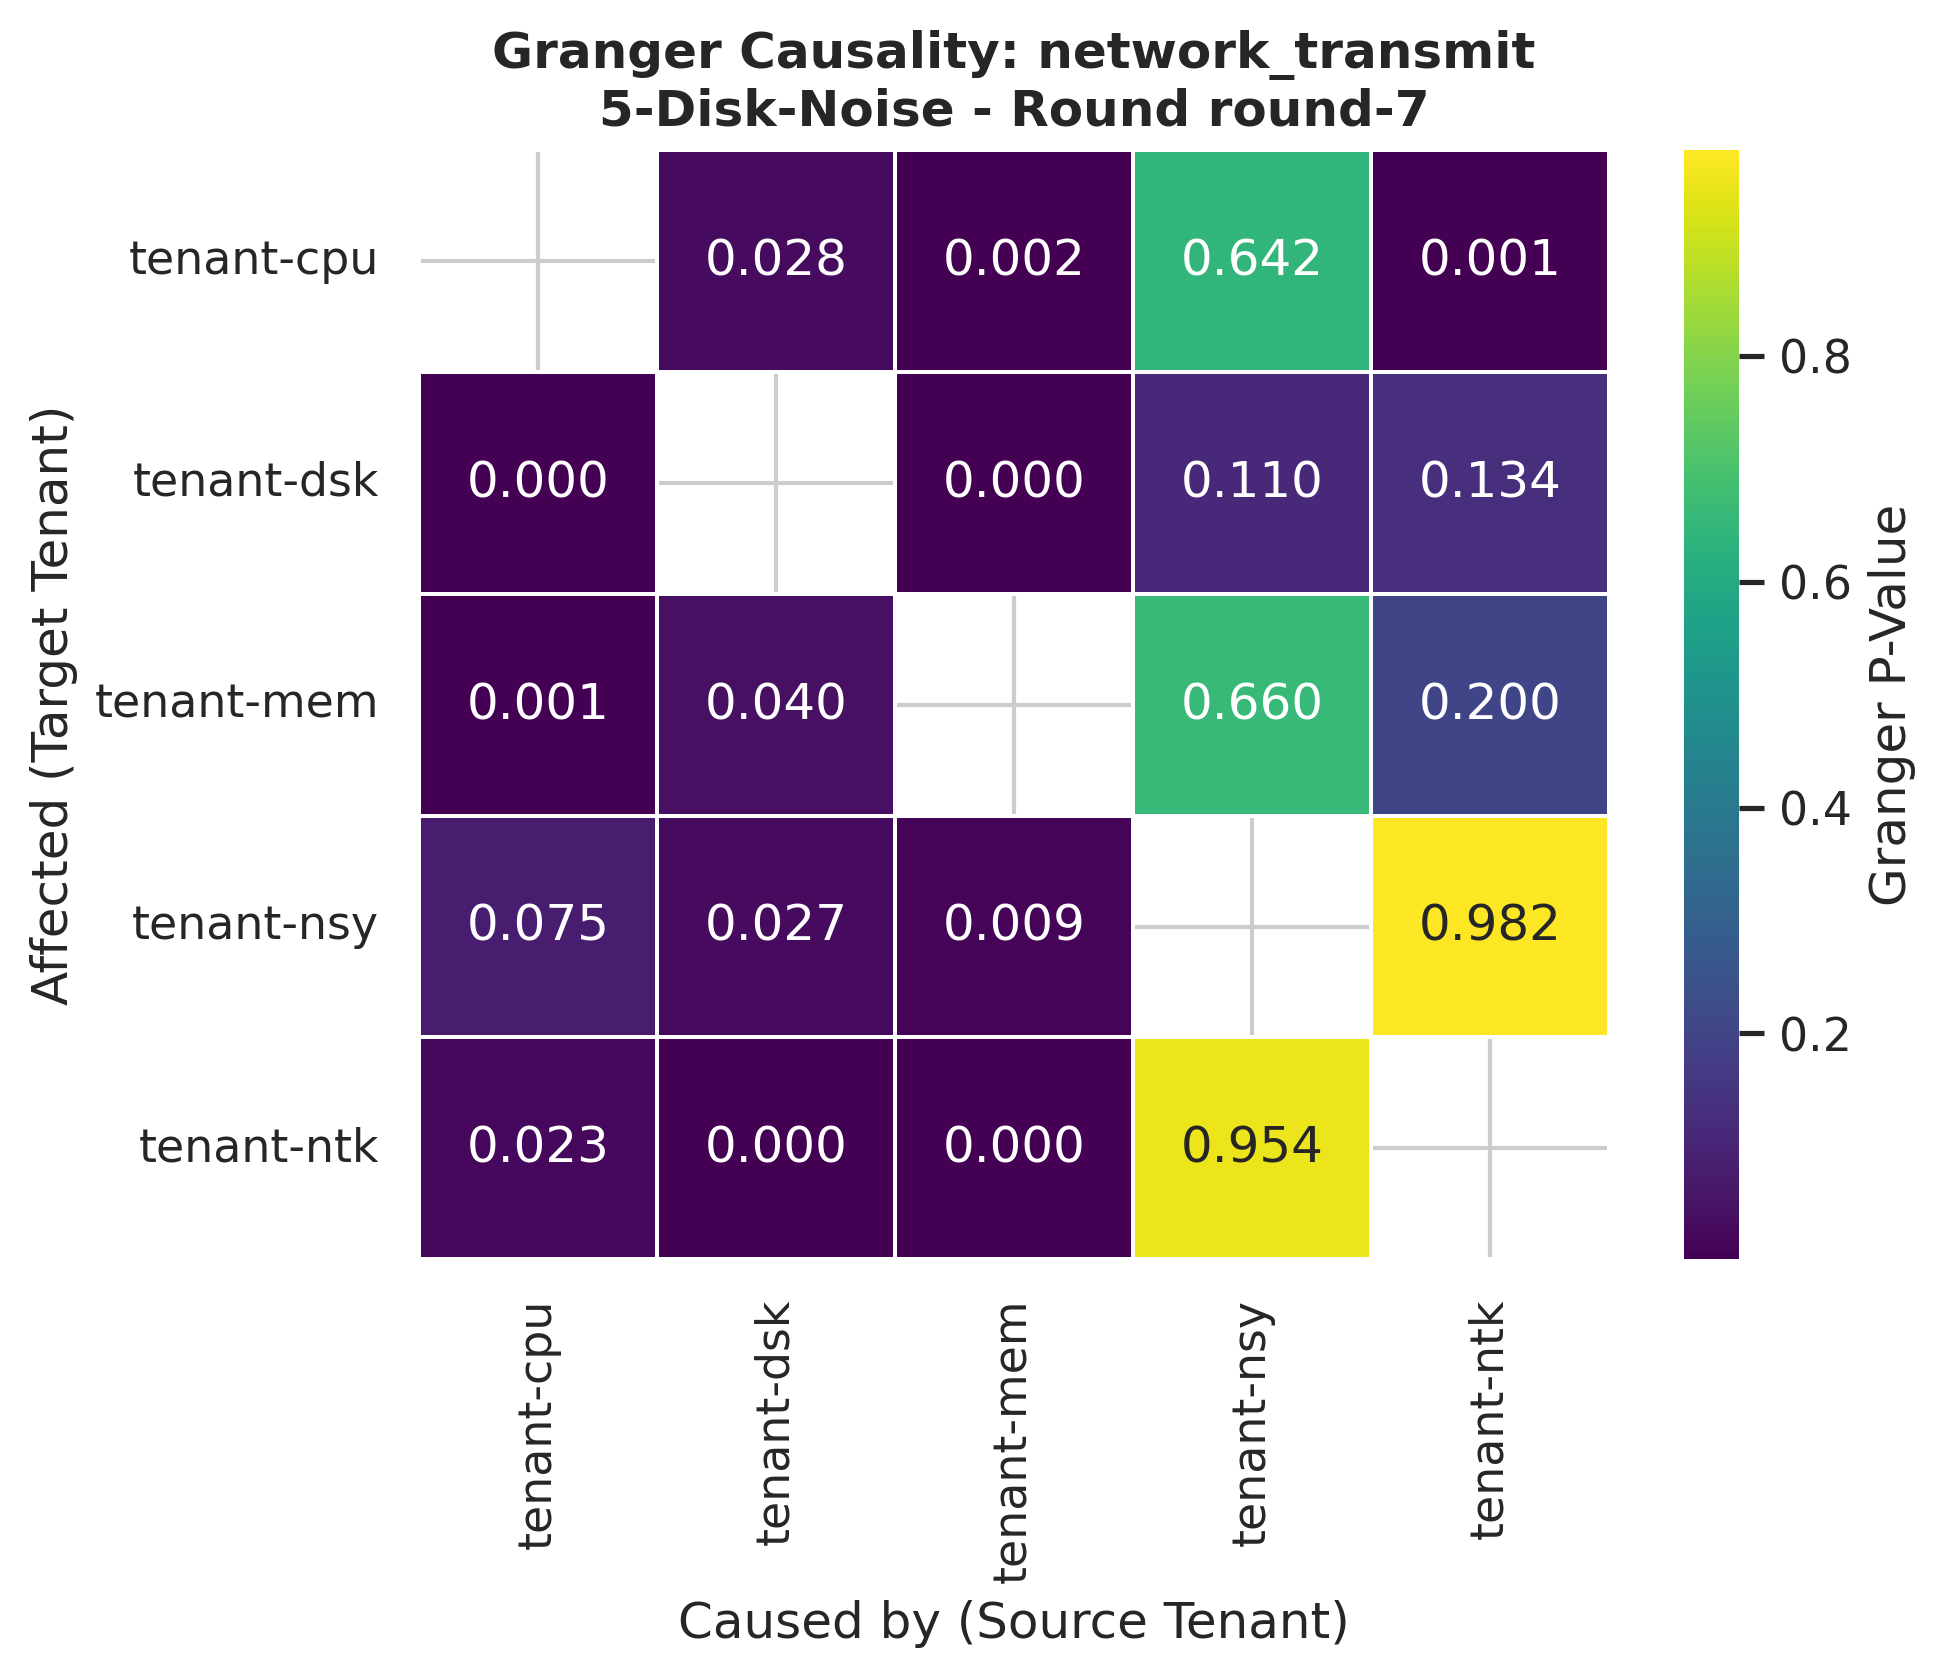 Granger Causality: network_transmit
5-Disk-Noise - Round round-7
Affected (Target Tenant)
tenant-cpu 0.028 0.002 0.642 0.001
tenant-dsk 0.000 0.000 0.110 0.134
tenant-mem 0.001 0.040 0.660 0.200
tenant-nsy 0.075 0.027 0.009 0.982
tenant-ntk 0.023 0.000 0.000 0.954
tenant-cpu
tenant-dsk
tenant-mem
tenant-nsy
tenant-ntk
Caused by (Source Tenant)
0.8
0.6
0.4
0.2
Granger P-Value